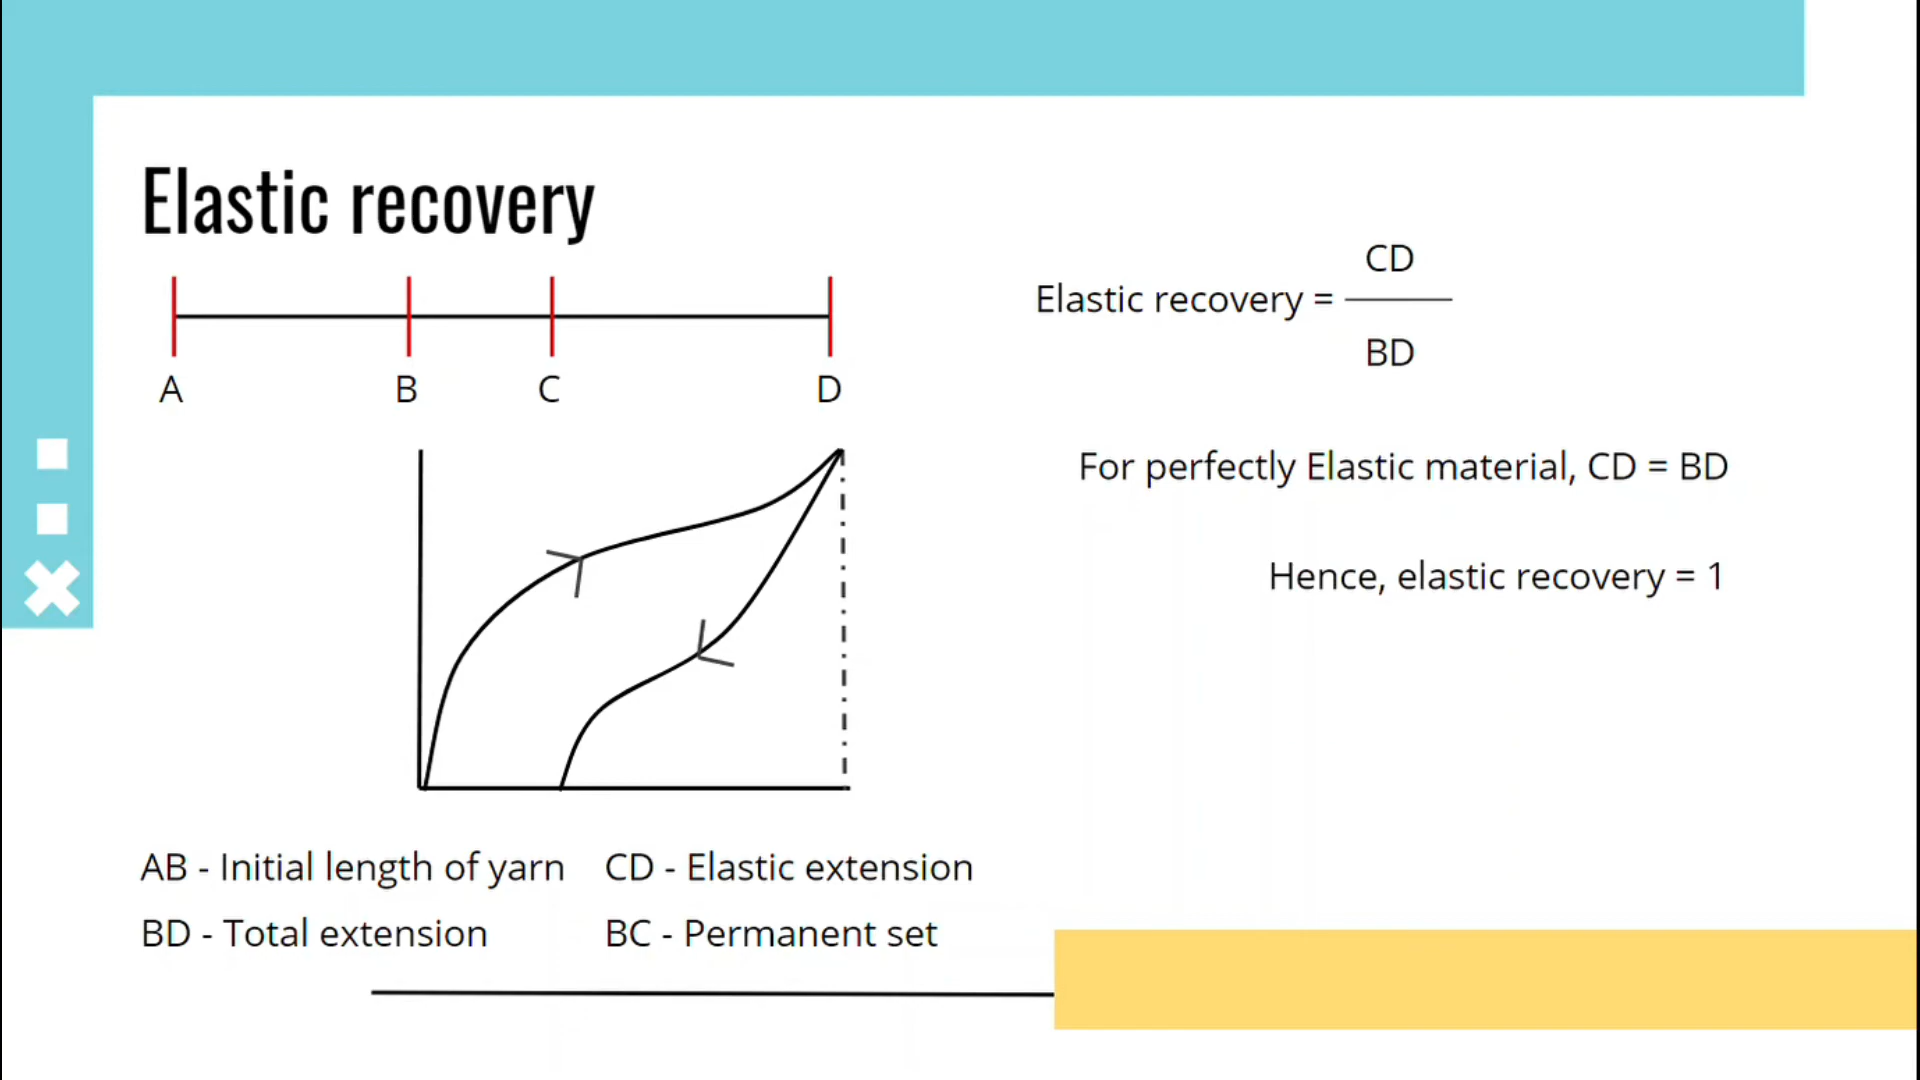 Elastic recovery
A B C D
Elastic recovery =
CD
BD
For perfectly Elastic material, CD = BD
Hence, elastic recovery = 1
AB - Initial length of yarn CD - Elastic extension
BD - Total extension BC - Permanent set